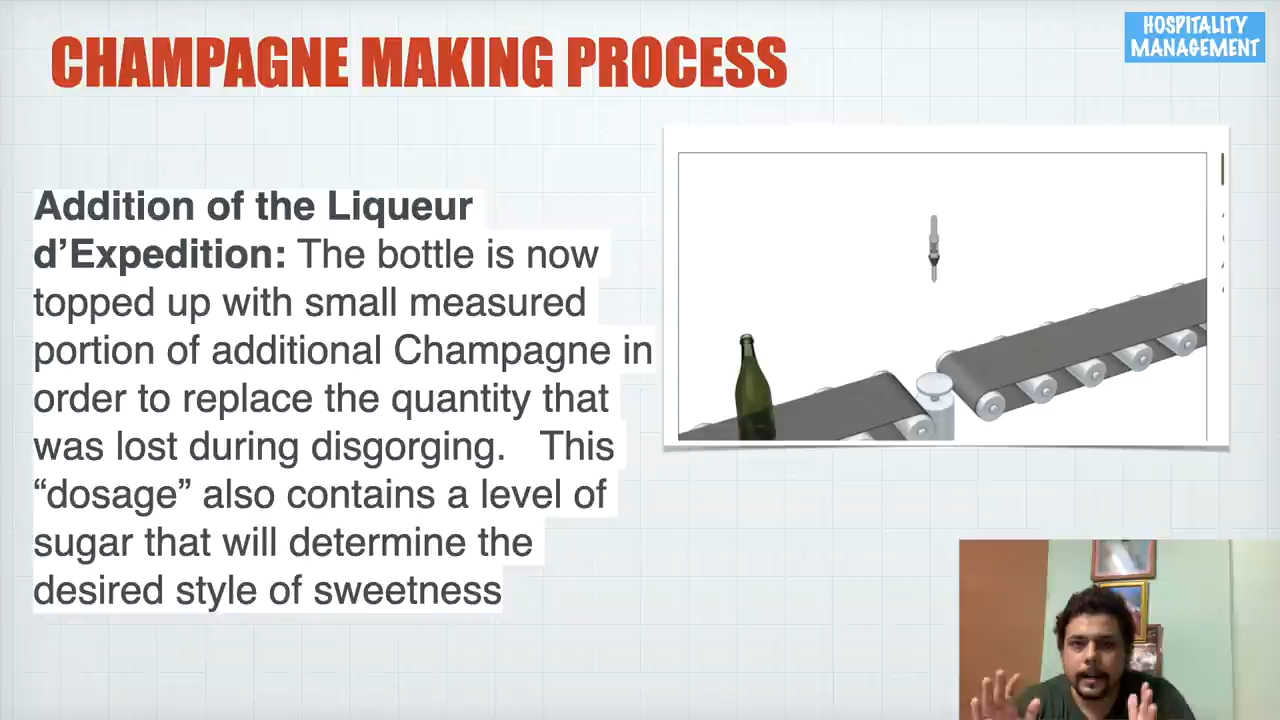 CHAMPAGNE MAKING PROCESS
HOSPITALITY
MANAGEMENT
Addition of the Liqueur
d’Expedition: The bottle is now
topped up with small measured
portion of additional Champagne in
order to replace the quantity that
was lost during disgorging. This
“dosage” also contains a level of
sugar that will determine the
desired style of sweetness